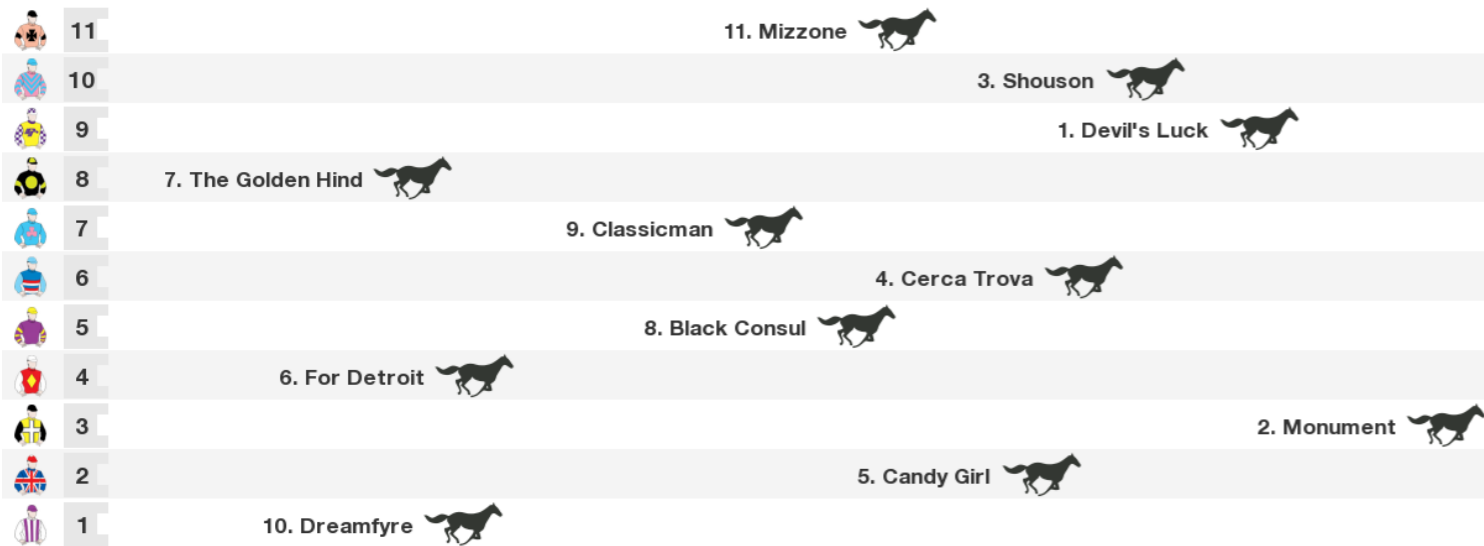 11 11. Mizzone
10 3. Shouson
9 1. Devil's Luck
8 7. The Golden Hind
7 9. Classicman
6 4. Cerca Trova
5 8. Black Consul
4 6. For Detroit
3 2. Monument
2 5. Candy Girl
1 10. Dreamfyre